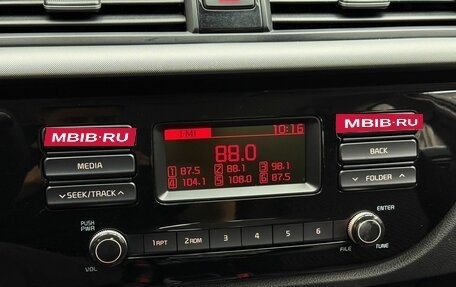 FM1 10:16
MBIB.RU MBIB.RU
88.0
MEDIA BACK
1 87.5 2 88.1 3 98.1
4 104.1 5 108.0 6 87.5
SEEK/TRACK FOLDER
PUSH PWR ENTER
1 RPT 2 RDM 3 4 5 6
VOL FILE TUNE